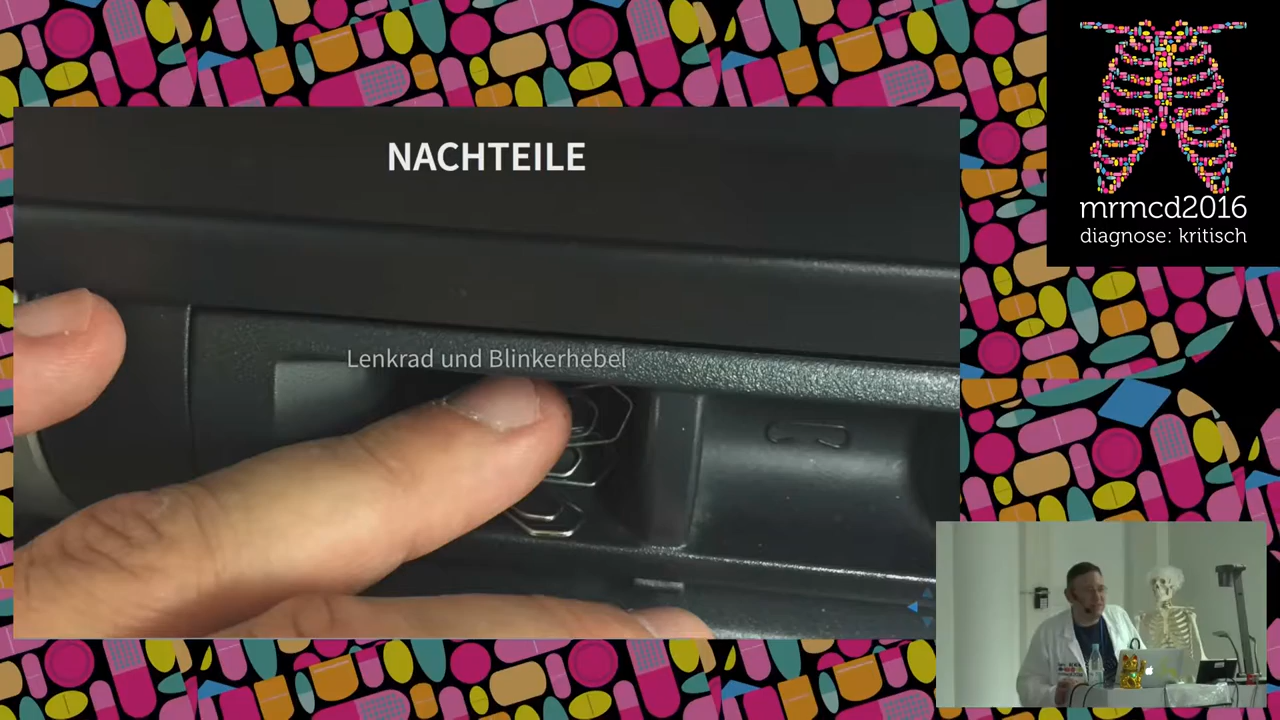 NACHTEILE
Lenkrad und Blinkerhebel
mrmcd2016
diagnose: kritisch